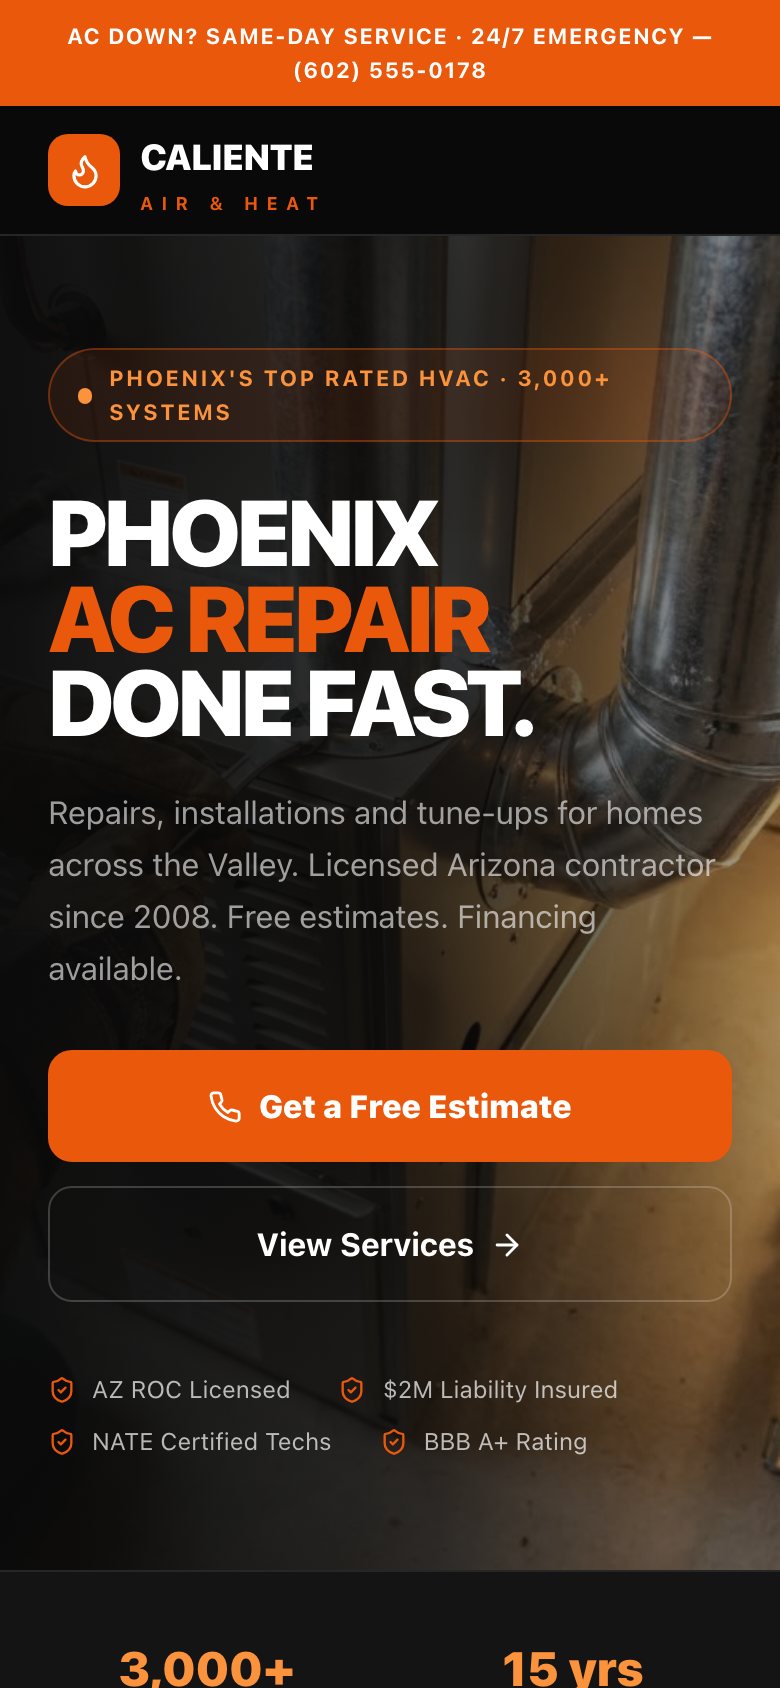 AC DOWN? SAME-DAY SERVICE · 24/7 EMERGENCY —
(602) 555-0178
CALIENTE
AIR & HEAT
PHOENIX'S TOP RATED HVAC · 3,000+
SYSTEMS
PHOENIX
AC REPAIR
DONE FAST.
Repairs, installations and tune-ups for homes
across the Valley. Licensed Arizona contractor
since 2008. Free estimates. Financing
available.
Get a Free Estimate
View Services →
AZ ROC Licensed $2M Liability Insured
NATE Certified Techs BBB A+ Rating
3,000+ 15 yrs